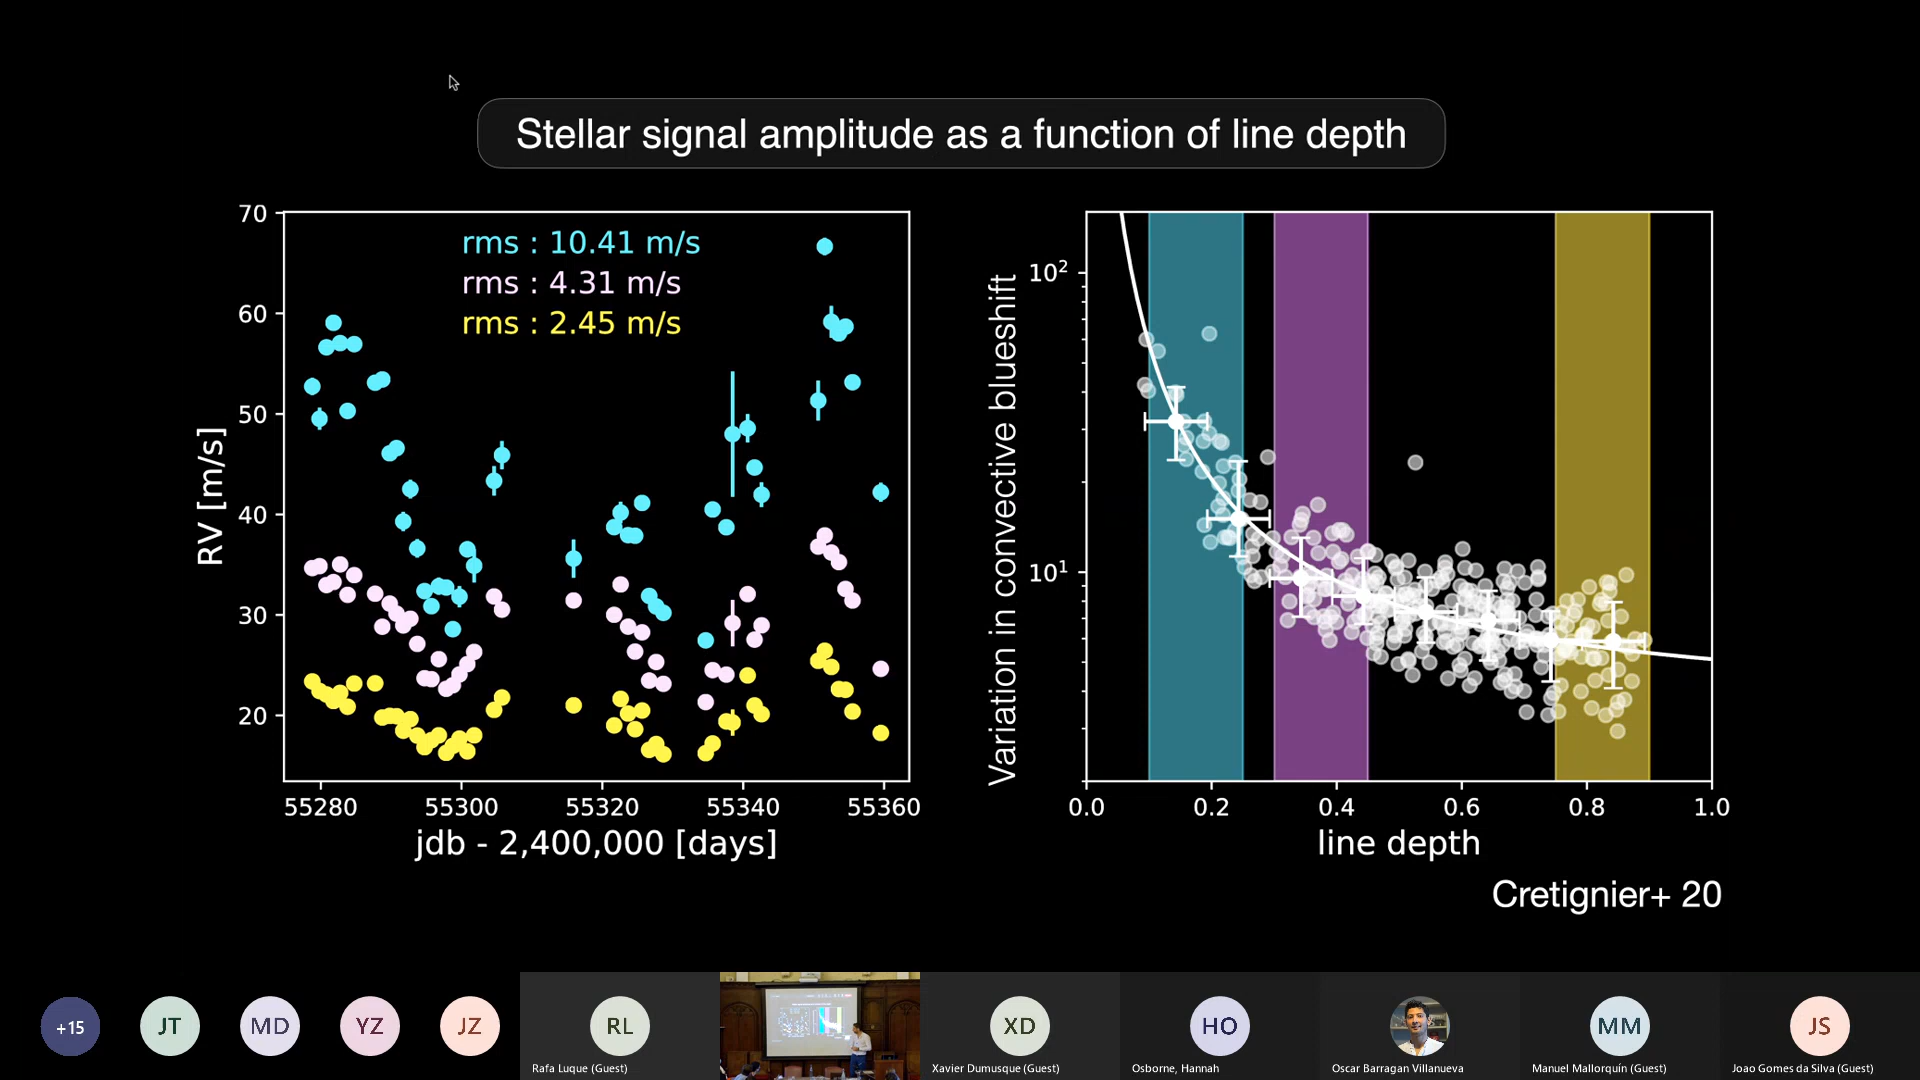 Stellar signal amplitude as a function of line depth
rms : 10.41 m/s
rms : 4.31 m/s
rms : 2.45 m/s
70
60
50
40
30
20
RV [m/s]
55280 55300 55320 55340 55360
jdb - 2,400,000 [days]
Variation in convective blueshift
10²
10¹
0.0 0.2 0.4 0.6 0.8 1.0
line depth
Cretignier+ 20
+15
JT
MD
YZ
JZ
RL
Rafa Luque (Guest)
XD
Xavier Dumusque (Guest)
HO
Osborne, Hannah
Oscar Barragan Villanueva
MM
Manuel Mallorquín (Guest)
JS
Joao Gomes da Silva (Guest)